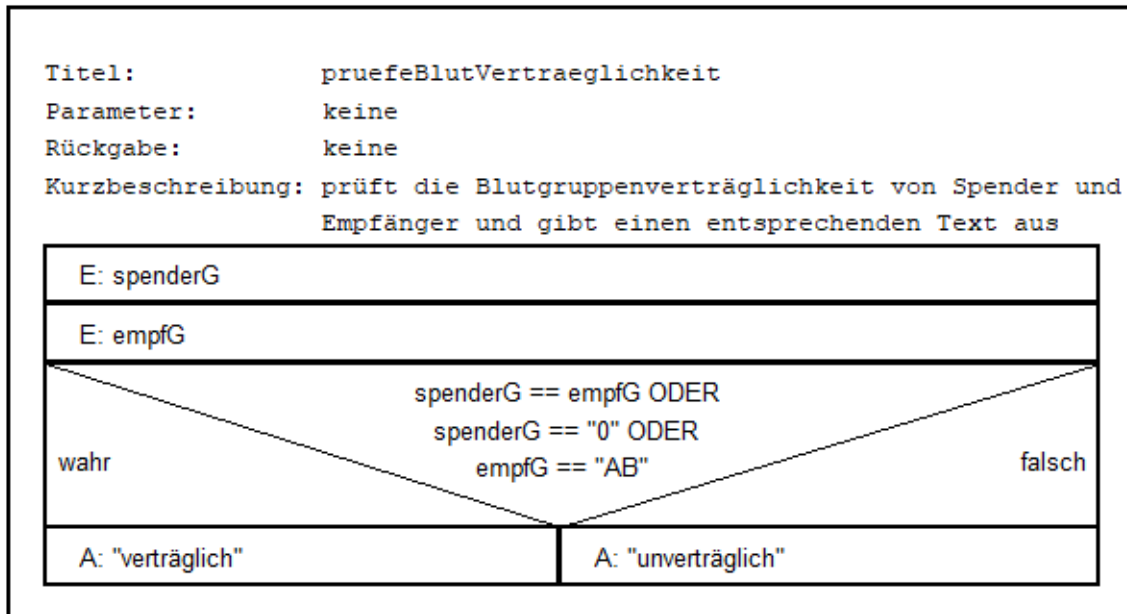 Titel: pruefeBlutVertraeglichkeit
Parameter: keine
Rückgabe: keine
Kurzbeschreibung: prüft die Blutgruppenverträglichkeit von Spender und
Empfänger und gibt einen entsprechenden Text aus
E: spenderG
E: empfG
spenderG == empfG ODER
spenderG == "0" ODER
empfG == "AB"
wahr
falsch
A: "verträglich"
A: "unverträglich"